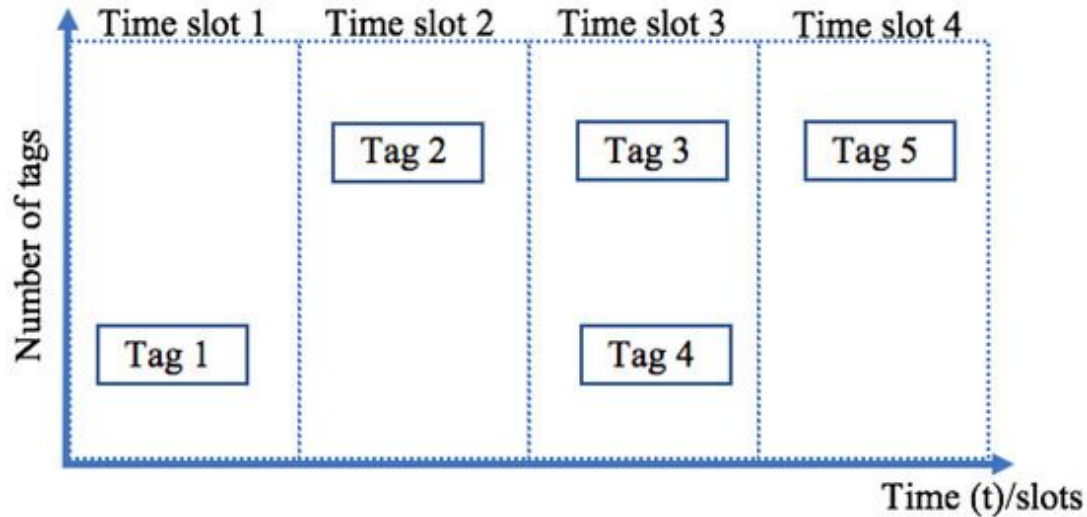 Time slot 1
Time slot 2
Time slot 3
Time slot 4
Number of tags
Tag 2
Tag 3
Tag 5
Tag 1
Tag 4
Time (t)/slots